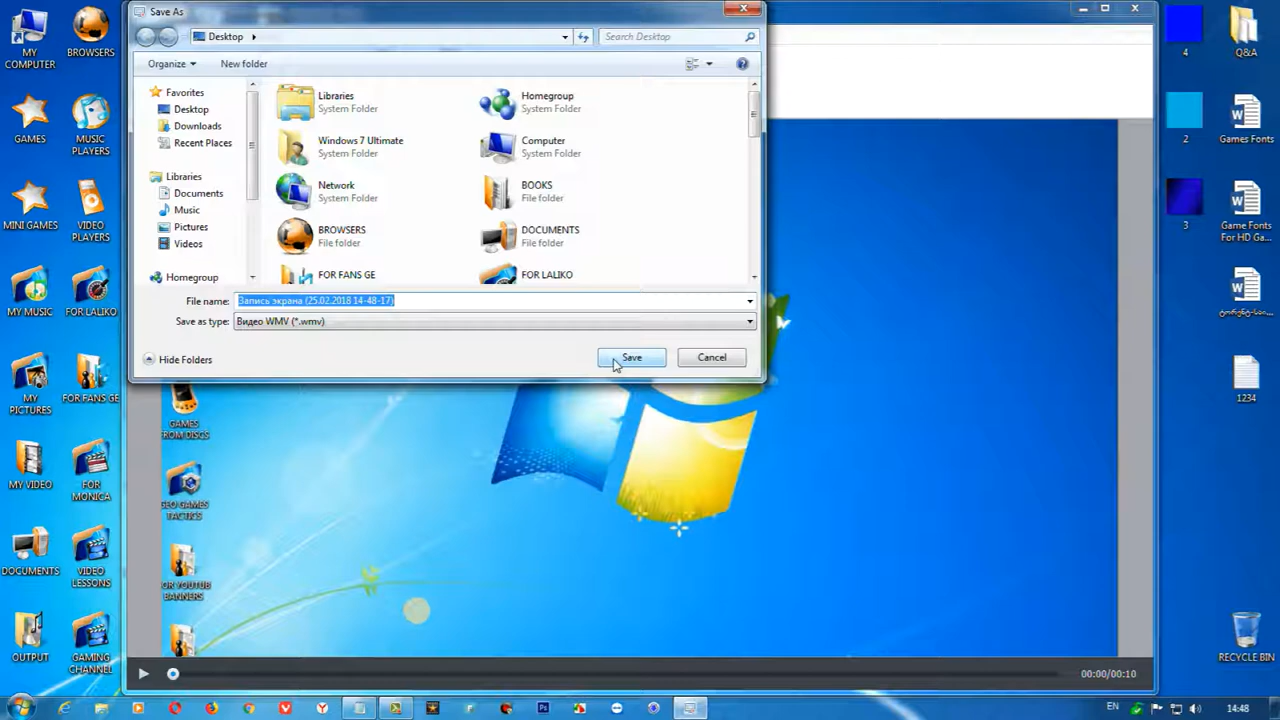 Save As
Desktop
Search Desktop
Organize
New folder
Favorites
Desktop
Downloads
Recent Places
Libraries
Documents
Music
Pictures
Videos
Homegroup
Libraries
System Folder
Homegroup
System Folder
Windows 7 Ultimate
System Folder
Computer
System Folder
Network
System Folder
BOOKS
File folder
BROWSERS
File folder
DOCUMENTS
File folder
FOR FANS GE
FOR LALIKO
File name:
Запись экрана (25.02.2018 14-48-17)
Save as type:
Видео WMV (*.wmv)
Hide Folders
Save
Cancel
MY
COMPUTER
BROWSERS
GAMES
MUSIC
PLAYERS
MINI GAMES
VIDEO
PLAYERS
MY MUSIC
FOR LALIKO
MY
PICTURES
FOR FANS GE
MY VIDEO
FOR
MONICA
DOCUMENTS
VIDEO
LESSONS
OUTPUT
GAMING
CHANNEL
GAMES
FROM DISCS
GEO GAMES
TACTICS
OR YOUTUB
BANNERS
4
Q&A
2
Games Fonts
3
Game Fonts
For HD Ga...
1234
RECYCLE BIN
00:00/00:10
EN
14:48